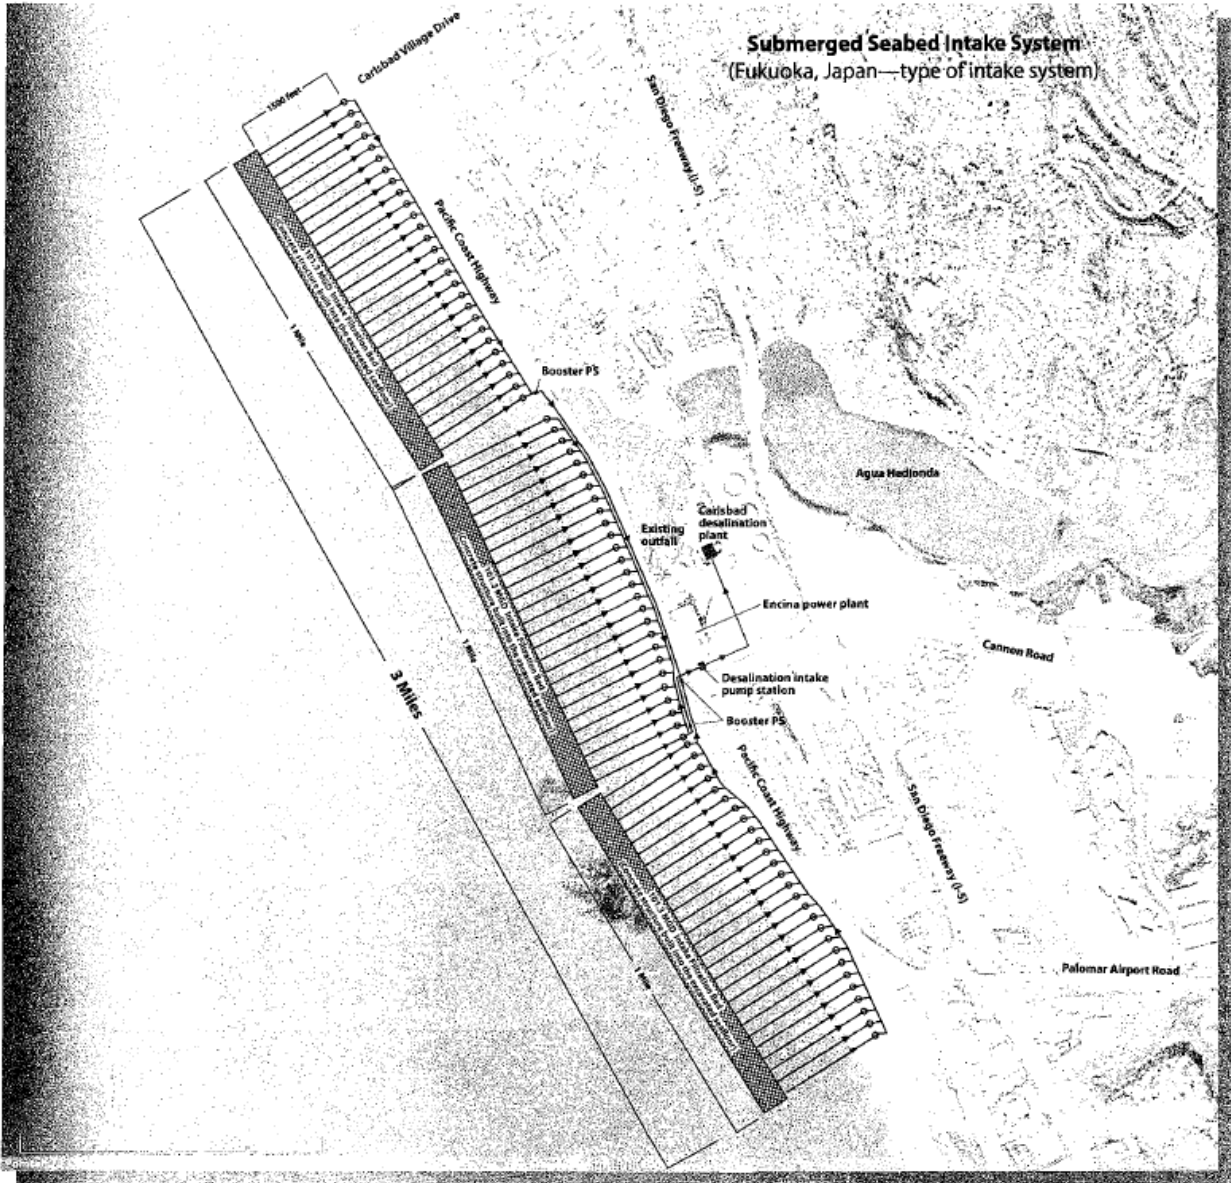 Submerged Seabed Intake System
(Fukuoka, Japan—type of intake system)
Carlsbad Village Drive
1500 feet
San Diego Freeway (I-5)
Pacific Coast Highway
1 Mile
Booster PS
Agua Hedionda
Carlsbad
desalination
plant
Existing
outfall
Encina power plant
Cannon Road
1 Mile
3 Miles
Desalination intake
pump station
Booster PS
Pacific Coast Highway
San Diego Freeway (I-5)
1 Mile
Palomar Airport Road